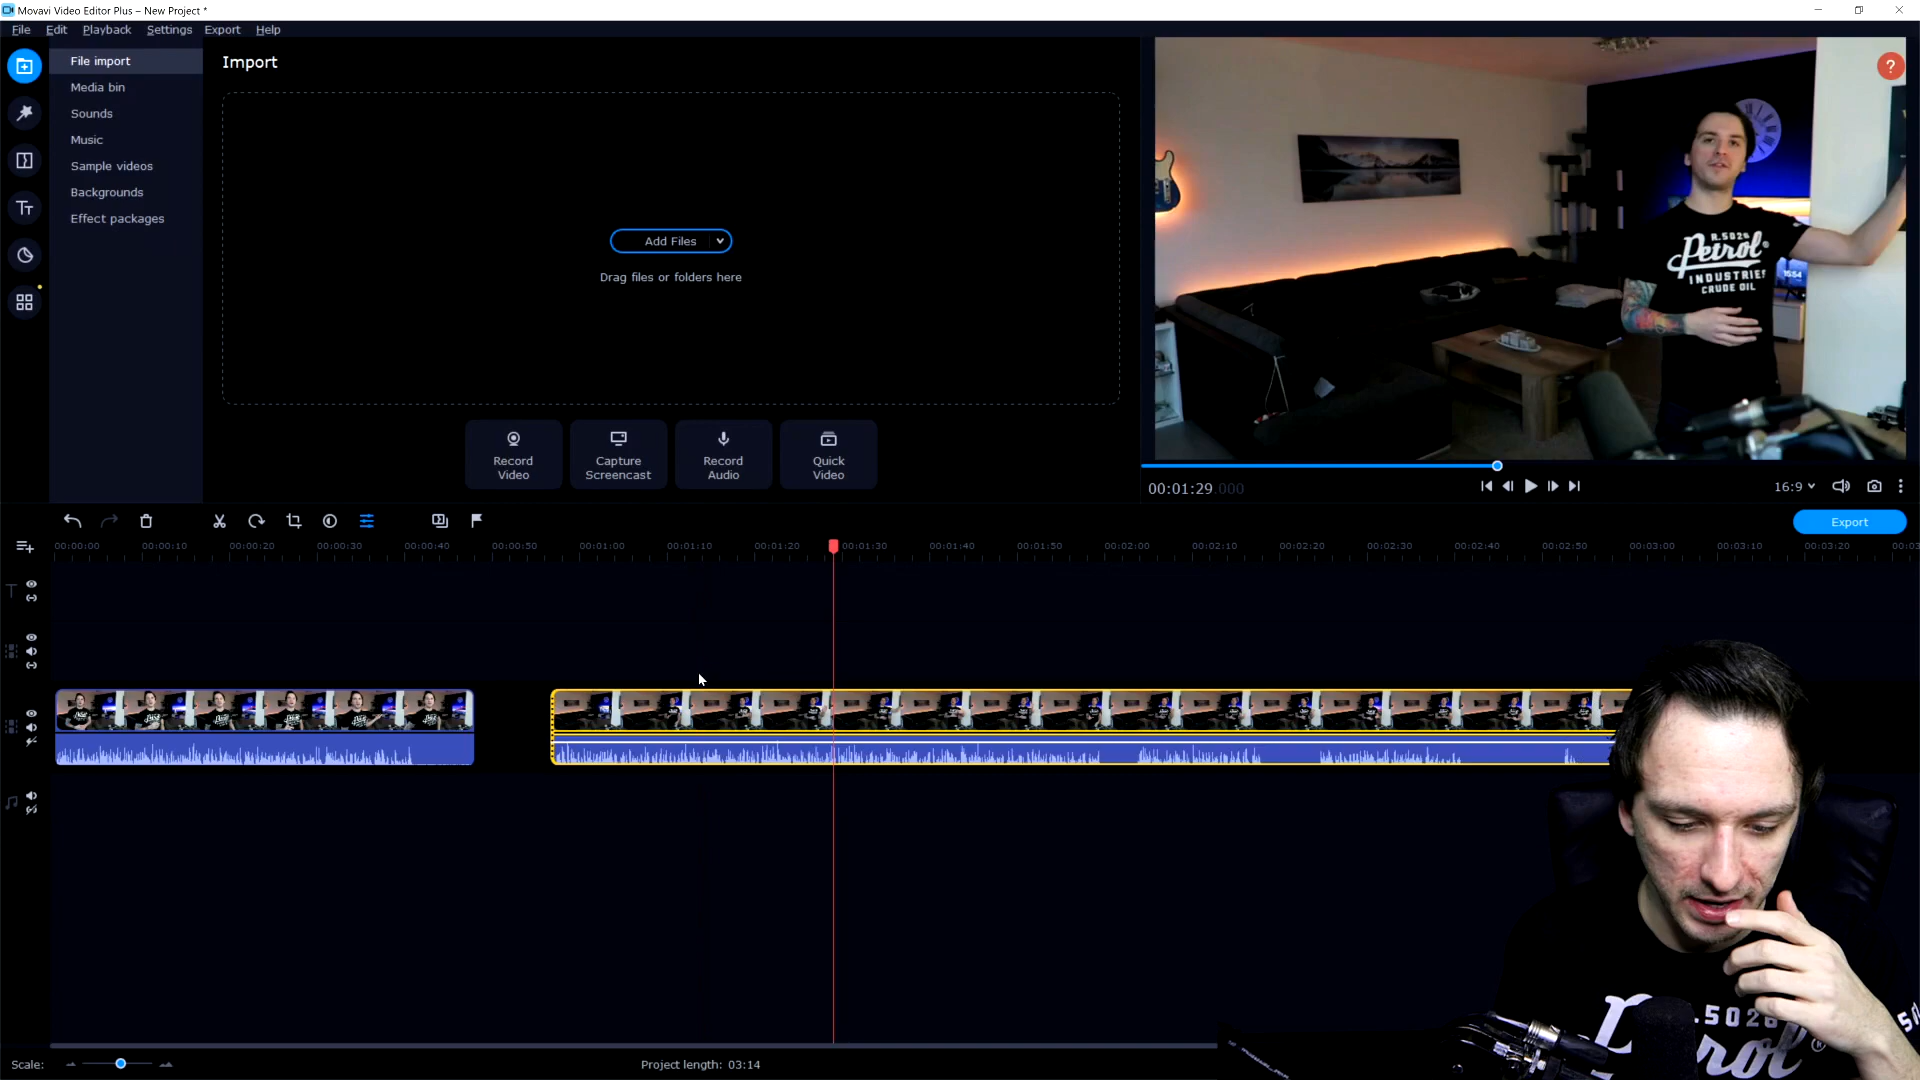 Movavi Video Editor Plus – New Project *
File Edit Playback Settings Export Help
File import
Media bin
Sounds
Music
Sample videos
Backgrounds
Effect packages
Import
Add Files
Drag files or folders here
Record Video
Capture Screencast
Record Audio
Quick Video
R.5026
Petrol®
INDUSTRIES
CRUDE OIL
15:54
?
00:01:29.000
16:9
Export
00:00:00 00:00:10 00:00:20 00:00:30 00:00:40 00:00:50 00:01:00 00:01:10 00:01:20 00:01:30 00:01:40 00:01:50 00:02:00 00:02:10 00:02:20 00:02:30 00:02:40 00:02:50 00:03:00 00:03:10 00:03:20
Scale:
Project length: 03:14